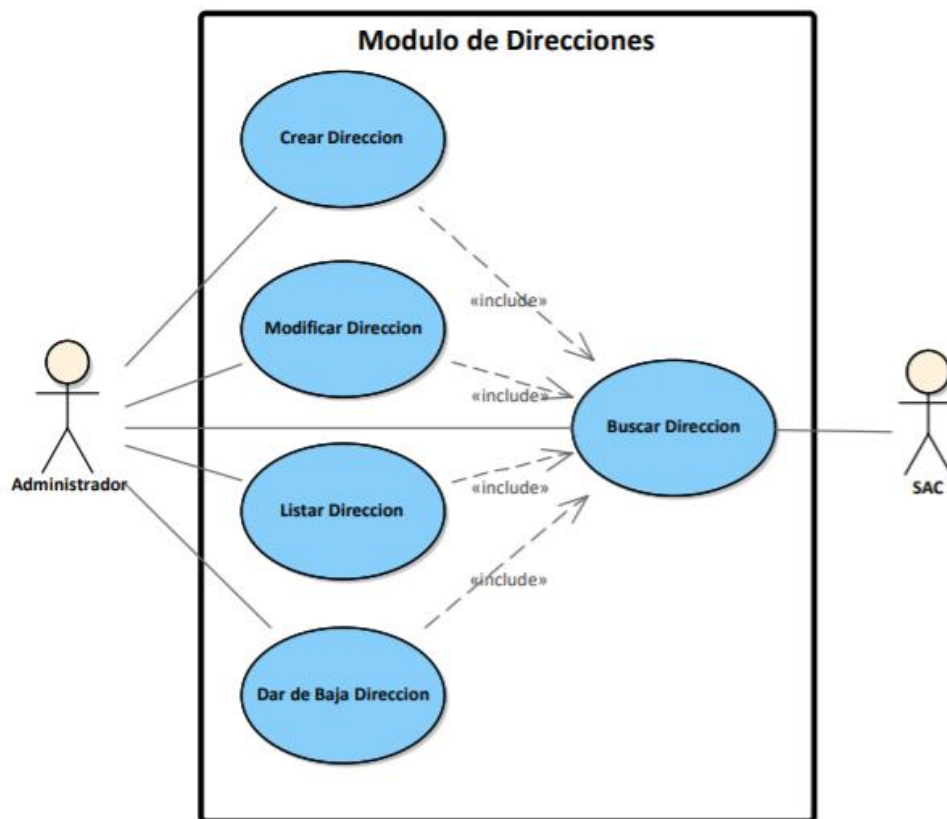 Modulo de Direcciones
Crear Direccion
«include»
Modificar Direccion
«include»
Buscar Direccion
Administrador
SAC
«include»
Listar Direccion
«include»
Dar de Baja Direccion